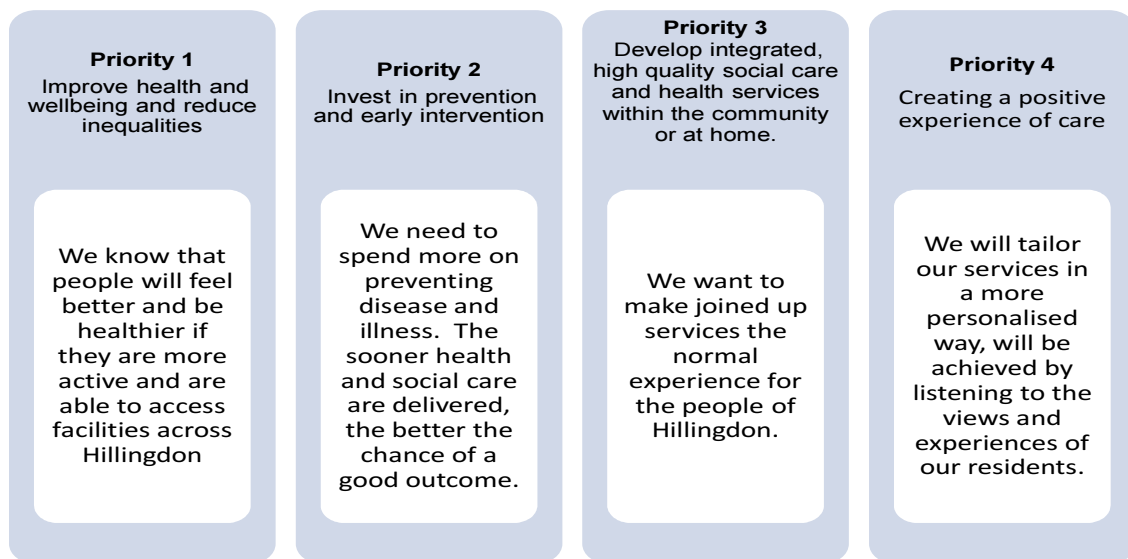 Priority 1
Improve health and
wellbeing and reduce
inequalities
We know that
people will feel
better and be
healthier if
they are more
active and are
able to access
facilities across
Hillingdon
Priority 2
Invest in prevention
and early intervention
We need to
spend more on
preventing
disease and
illness.  The
sooner health
and social care
are delivered,
the better the
chance of a
good outcome.
Priority 3
Develop integrated,
high quality social care
and health services
within the community
or at home.
We want to
make joined up
services the
normal
experience for
the people of
Hillingdon.
Priority 4
Creating a positive
experience of care
We will tailor
our services in
a more
personalised
way, will be
achieved by
listening to the
views and
experiences of
our residents.